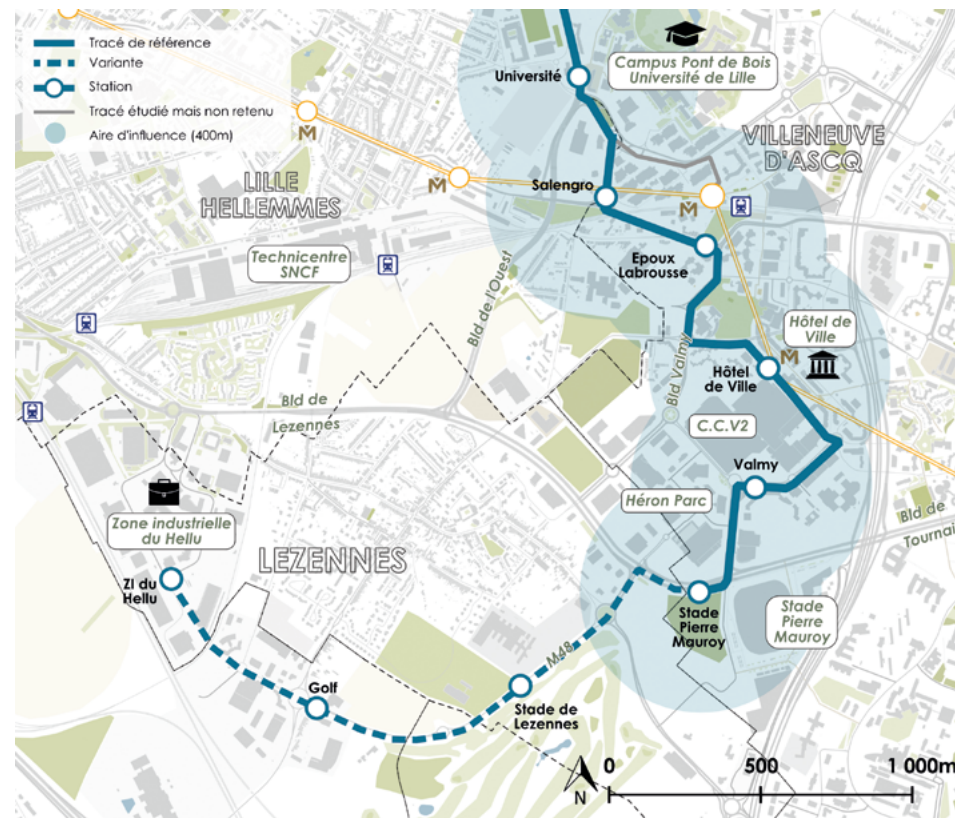 Tracé de référence
Variante
Station
Tracé étudié mais non retenu
Aire d'influence (400m)
Université
Campus Pont de Bois
Université de Lille
VILLENEUVE
D'ASCQ
M
M
LILLE
HELLEMMES
Salengro
M
Technicentre
SNCF
Epoux
Labrousse
Bld de l'Ouest
Hôtel de
Ville
M
Bld Valmy
Hôtel
de Ville
Bld de
Lezennes
C.C.V2
Valmy
Zone industrielle
du Hellu
Héron Parc
Bld de
Tournai
LEZENNES
ZI du
Hellu
Stade
Pierre
Mauroy
Stade
Pierre
Mauroy
M48
Golf
Stade de
Lezennes
N
0
500
1 000m